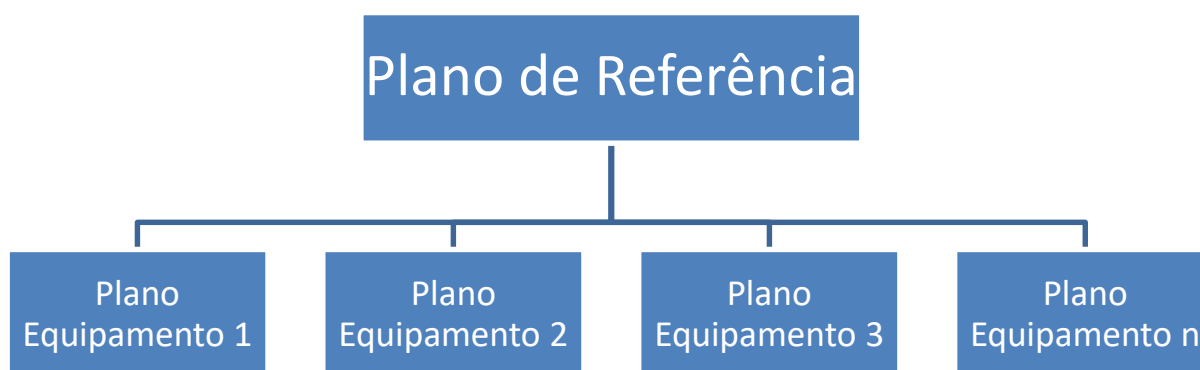 Plano de Referência
Plano
Equipamento 1
Plano
Equipamento 2
Plano
Equipamento 3
Plano
Equipamento n